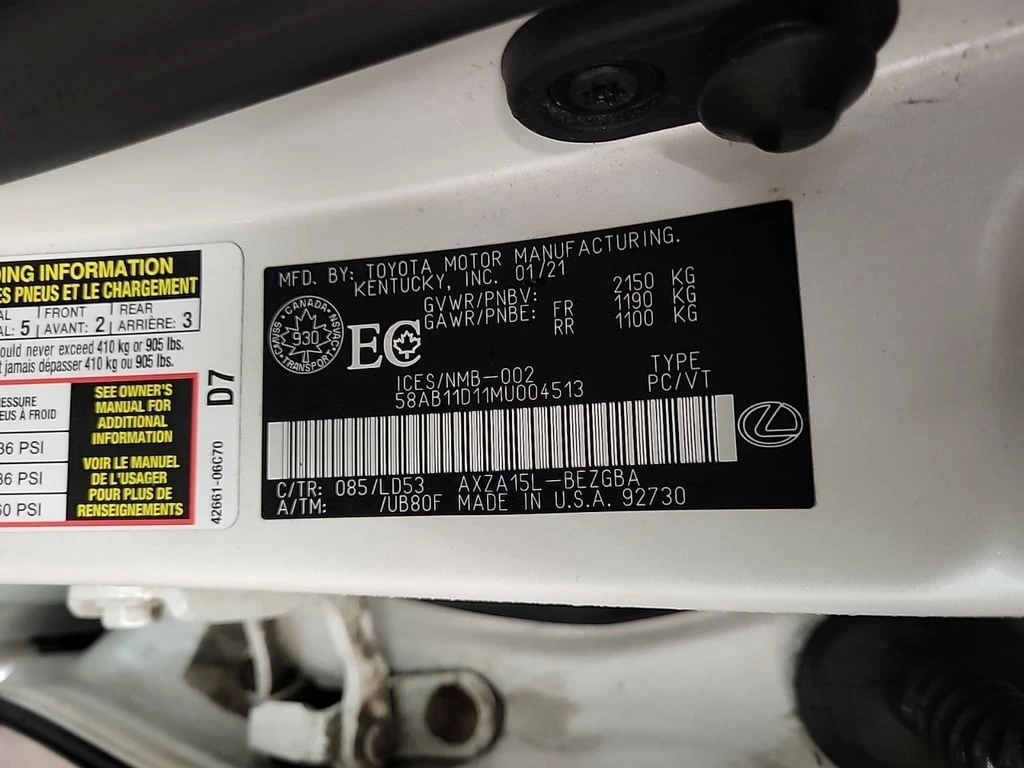 DING INFORMATION
ES PNEUS ET LE CHARGEMENT
AL FRONT REAR
AL: 5 AVANT: 2 ARRIÈRE: 3
ould never exceed 410 kg or 905 lbs.
t jamais dépasser 410 kg ou 905 lbs.
ESSURE
EUS À FROID
36 PSI
36 PSI
60 PSI
SEE OWNER'S
MANUAL FOR
ADDITIONAL
INFORMATION
VOIR LE MANUEL
DE L'USAGER
POUR PLUS DE
RENSEIGNEMENTS
D7
42661-06C70
MFD. BY: TOYOTA MOTOR MANUFACTURING.
KENTUCKY, INC. 01/21
GVWR/PNBV: 2150 KG
GAWR/PNBE: FR 1190 KG
RR 1100 KG
CANADA
930
TRANSPORT
EC
ICES/NMB-002
TYPE
58AB11D11MU004513 PC/VT
C/TR: 085/LD53 AXZA15L-BEZGBA
A/TM: /UB80F MADE IN U.S.A. 92730